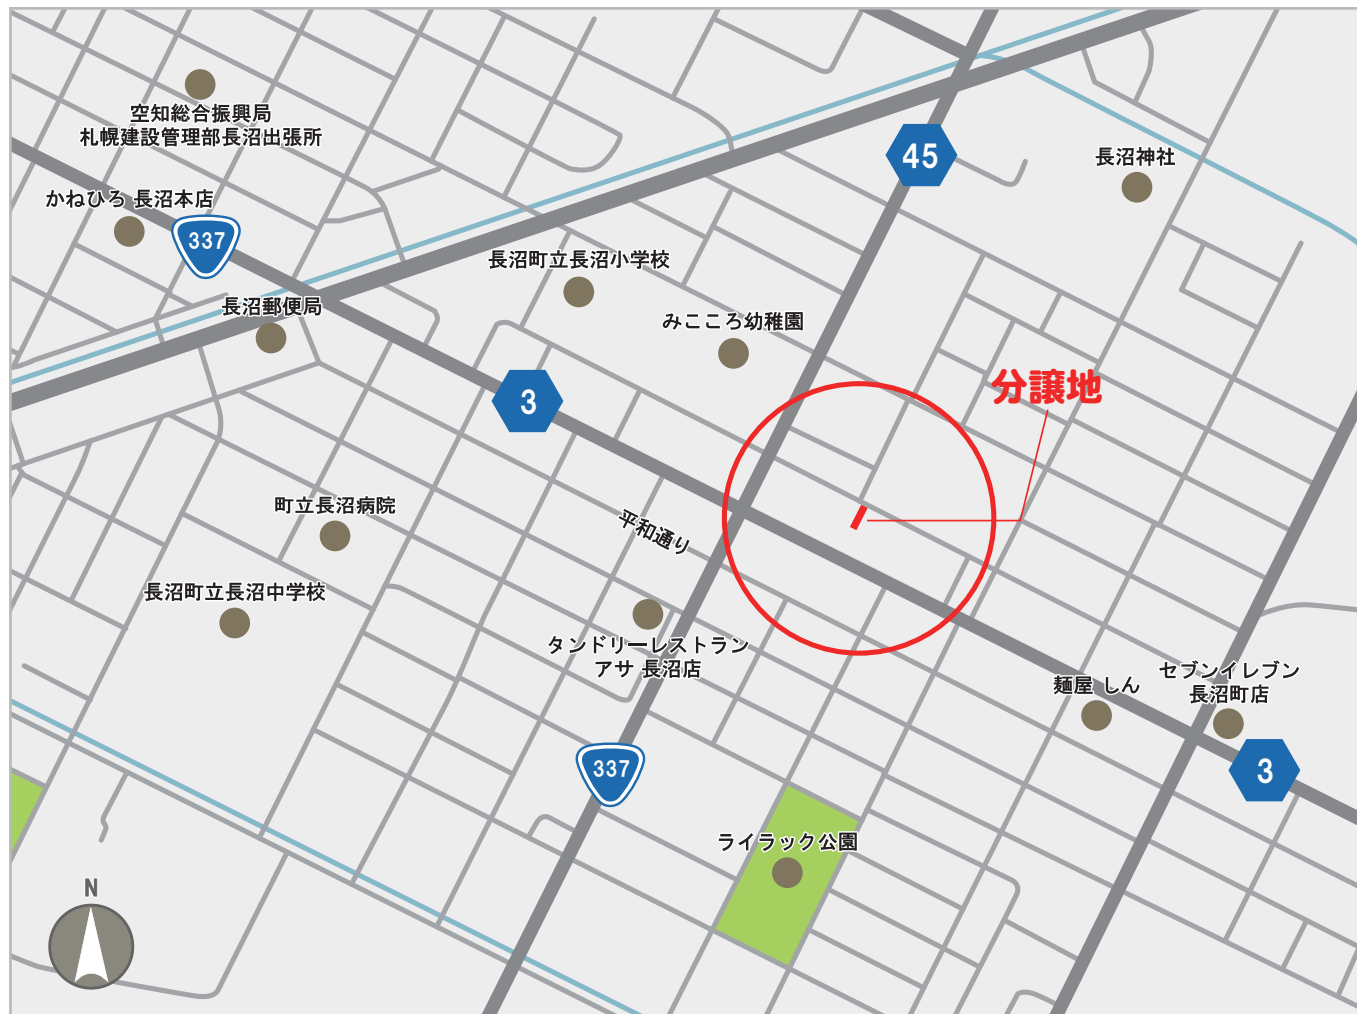 空知総合振興局
札幌建設管理部長沼出張所
45
長沼神社
かねひろ 長沼本店
337
長沼町立長沼小学校
長沼郵便局
みこころ幼稚園
分譲地
3
町立長沼病院
平和通り
長沼町立長沼中学校
タンドリーレストラン
アサ 長沼店
麺屋 しん
セブンイレブン
長沼町店
337
3
ライラック公園
N